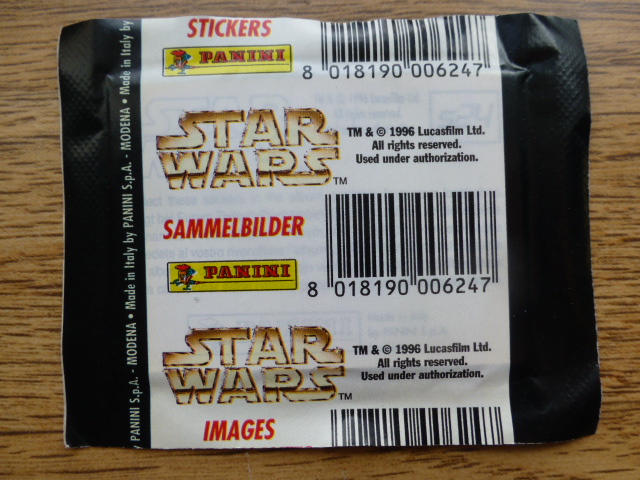 STICKERS
PANINI
8 018190 006247
STAR
WARS TM
TM & © 1996 Lucasfilm Ltd.
All rights reserved.
Used under authorization.
SAMMELBILDER
PANINI
8 018190 006247
STAR
WARS TM
TM & © 1996 Lucasfilm Ltd.
All rights reserved.
Used under authorization.
IMAGES
PANINI S.p.A. - MODENA • Made in Italy by PANINI S.p.A. - MODENA • Made in Italy by